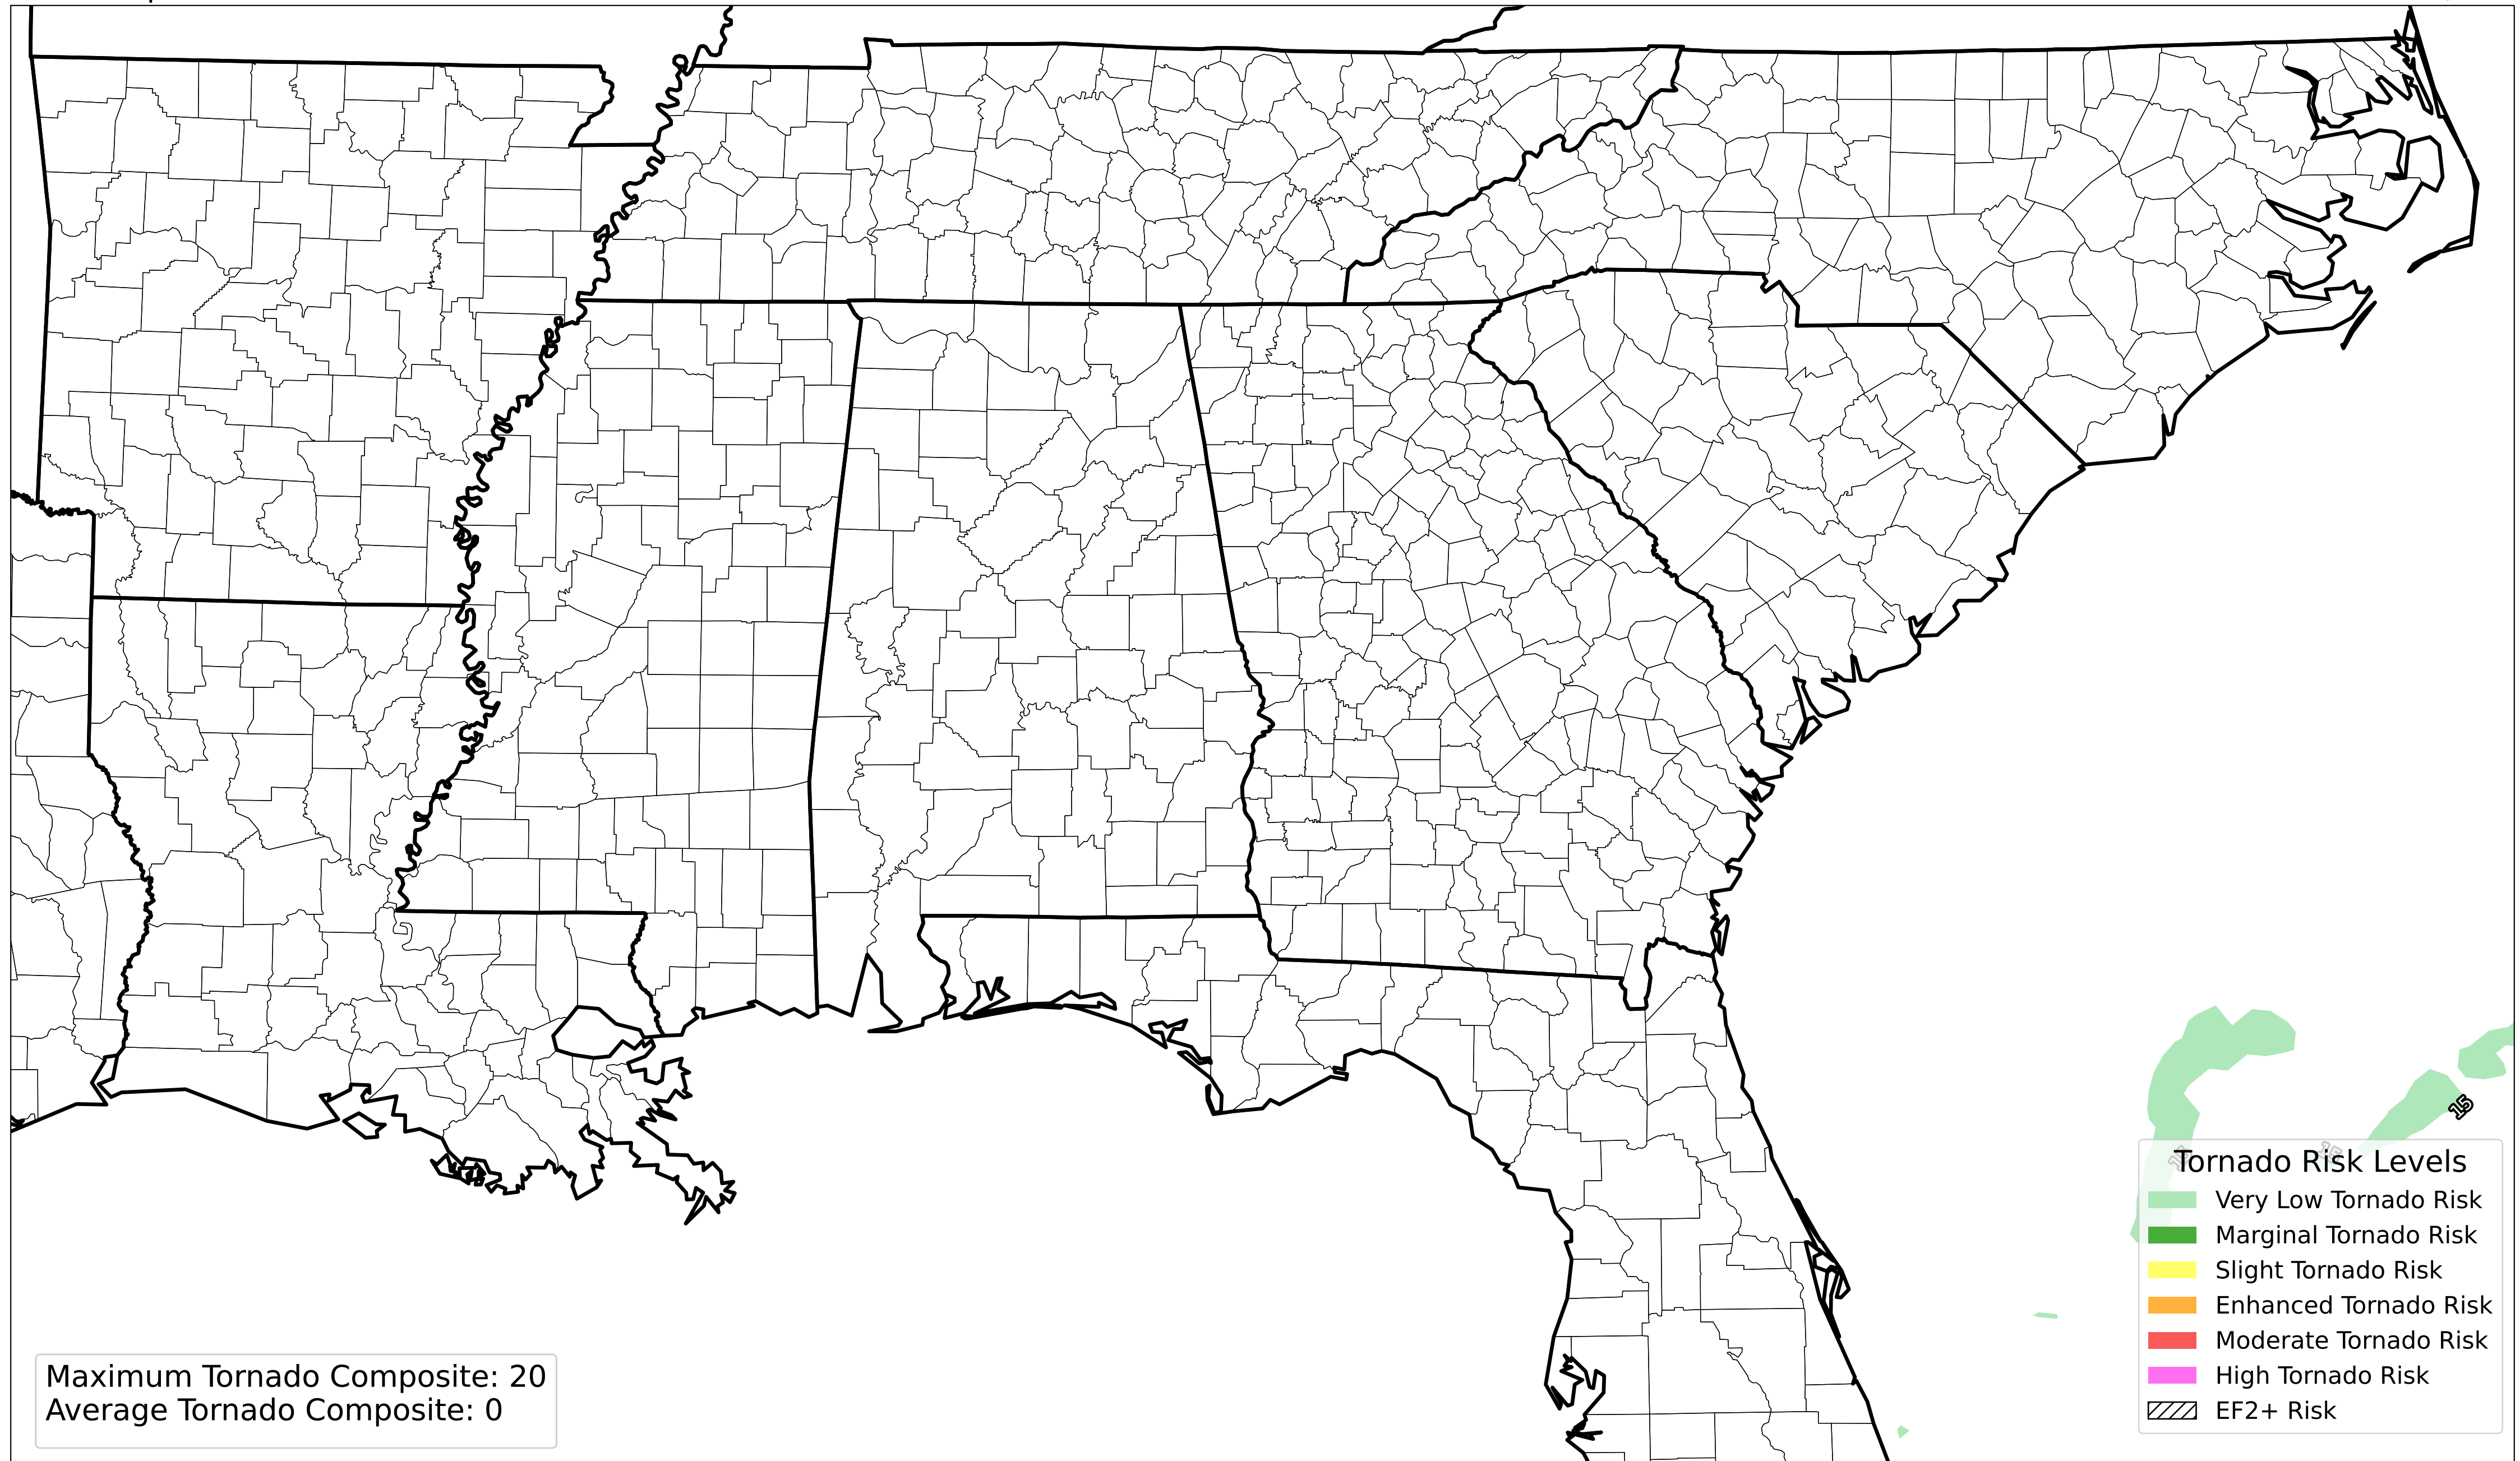 15
Tornado Risk Levels
Very Low Tornado Risk
Marginal Tornado Risk
Slight Tornado Risk
Enhanced Tornado Risk
Moderate Tornado Risk
High Tornado Risk
EF2+ Risk
Maximum Tornado Composite: 20
Average Tornado Composite: 0